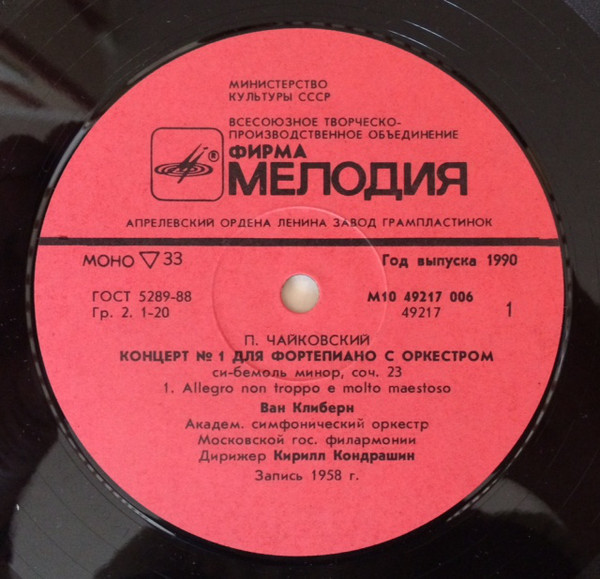 МИНИСТЕРСТВО
КУЛЬТУРЫ СССР
ВСЕСОЮЗНОЕ ТВОРЧЕСКО-
ПРОИЗВОДСТВЕННОЕ ОБЪЕДИНЕНИЕ
®
ФИРМА
МЕЛОДИЯ
АПРЕЛЕВСКИЙ ОРДЕНА ЛЕНИНА ЗАВОД ГРАМПЛАСТИНОК
МОНО ▽ 33
Год выпуска 1990
ГОСТ 5289-88
Гр. 2. 1-20
М10 49217 006
49217
1
П. ЧАЙКОВСКИЙ
КОНЦЕРТ № 1 ДЛЯ ФОРТЕПИАНО С ОРКЕСТРОМ
си-бемоль минор, соч. 23
1. Allegro non troppo e molto maestoso
Ван Клиберн
Академ. симфонический оркестр
Московской гос. филармонии
Дирижер Кирилл Кондрашин
Запись 1958 г.